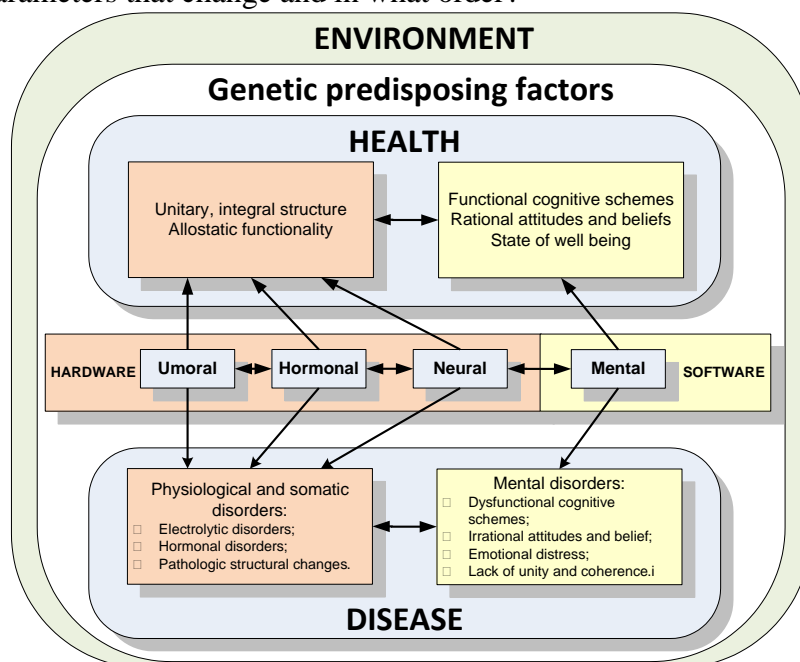 arameters that change and in what order?
ENVIRONMENT
Genetic predisposing factors
HEALTH
Unitary, integral structure
Allostatic functionality
Functional cognitive schemes
Rational attitudes and beliefs
State of well being
HARDWARE
Umoral
Hormonal
Neural
Mental
SOFTWARE
Physiological and somatic
disorders:
Electrolytic disorders;
Hormonal disorders;
Pathologic structural changes.
Mental disorders:
Dysfunctional cognitive
schemes;
Irrational attitudes and belief;
Emotional distress;
Lack of unity and coherence.i
DISEASE